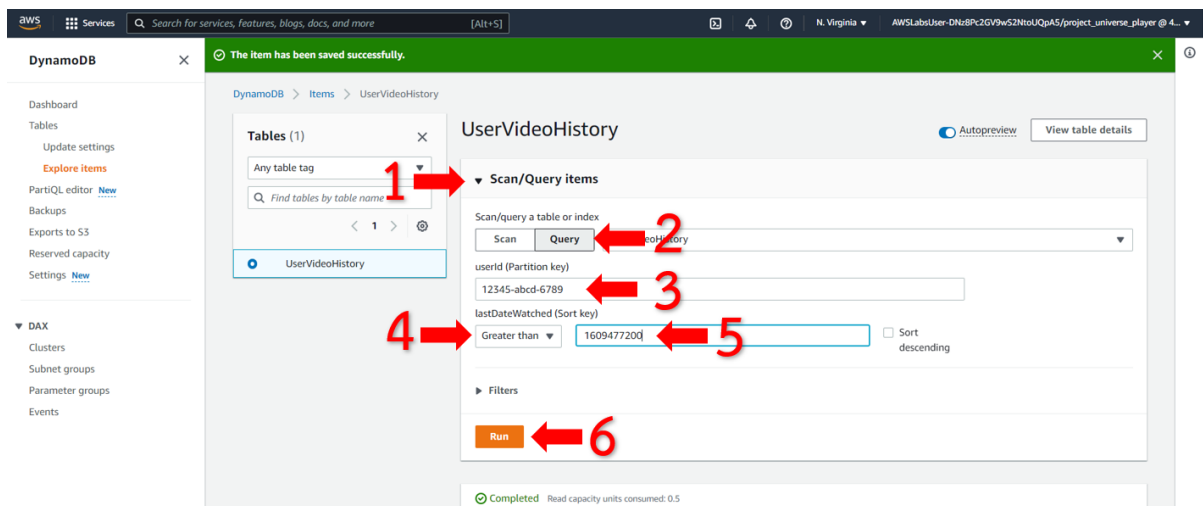 aws Services Search for services, features, blogs, docs, and more [Alt+S] N. Virginia AWSLabsUser-DNz8Pc2GV9wS2NtoUQpA5/project_universe_player @ 4...
DynamoDB
The item has been saved successfully.
Dashboard
Tables
Update settings
Explore items
PartiQL editor New
Backups
Exports to S3
Reserved capacity
Settings New
DAX
Clusters
Subnet groups
Parameter groups
Events
DynamoDB > Items > UserVideoHistory
Tables (1)
Any table tag
Find tables by table name
1
UserVideoHistory
UserVideoHistory
Autopreview View table details
1
Scan/Query items
Scan/query a table or index
Scan Query 2 eoHistory
userId (Partition key)
12345-abcd-6789 3
lastDateWatched (Sort key)
4 Greater than 1609477200 5 Sort
descending
Filters
Run 6
Completed Read capacity units consumed: 0.5